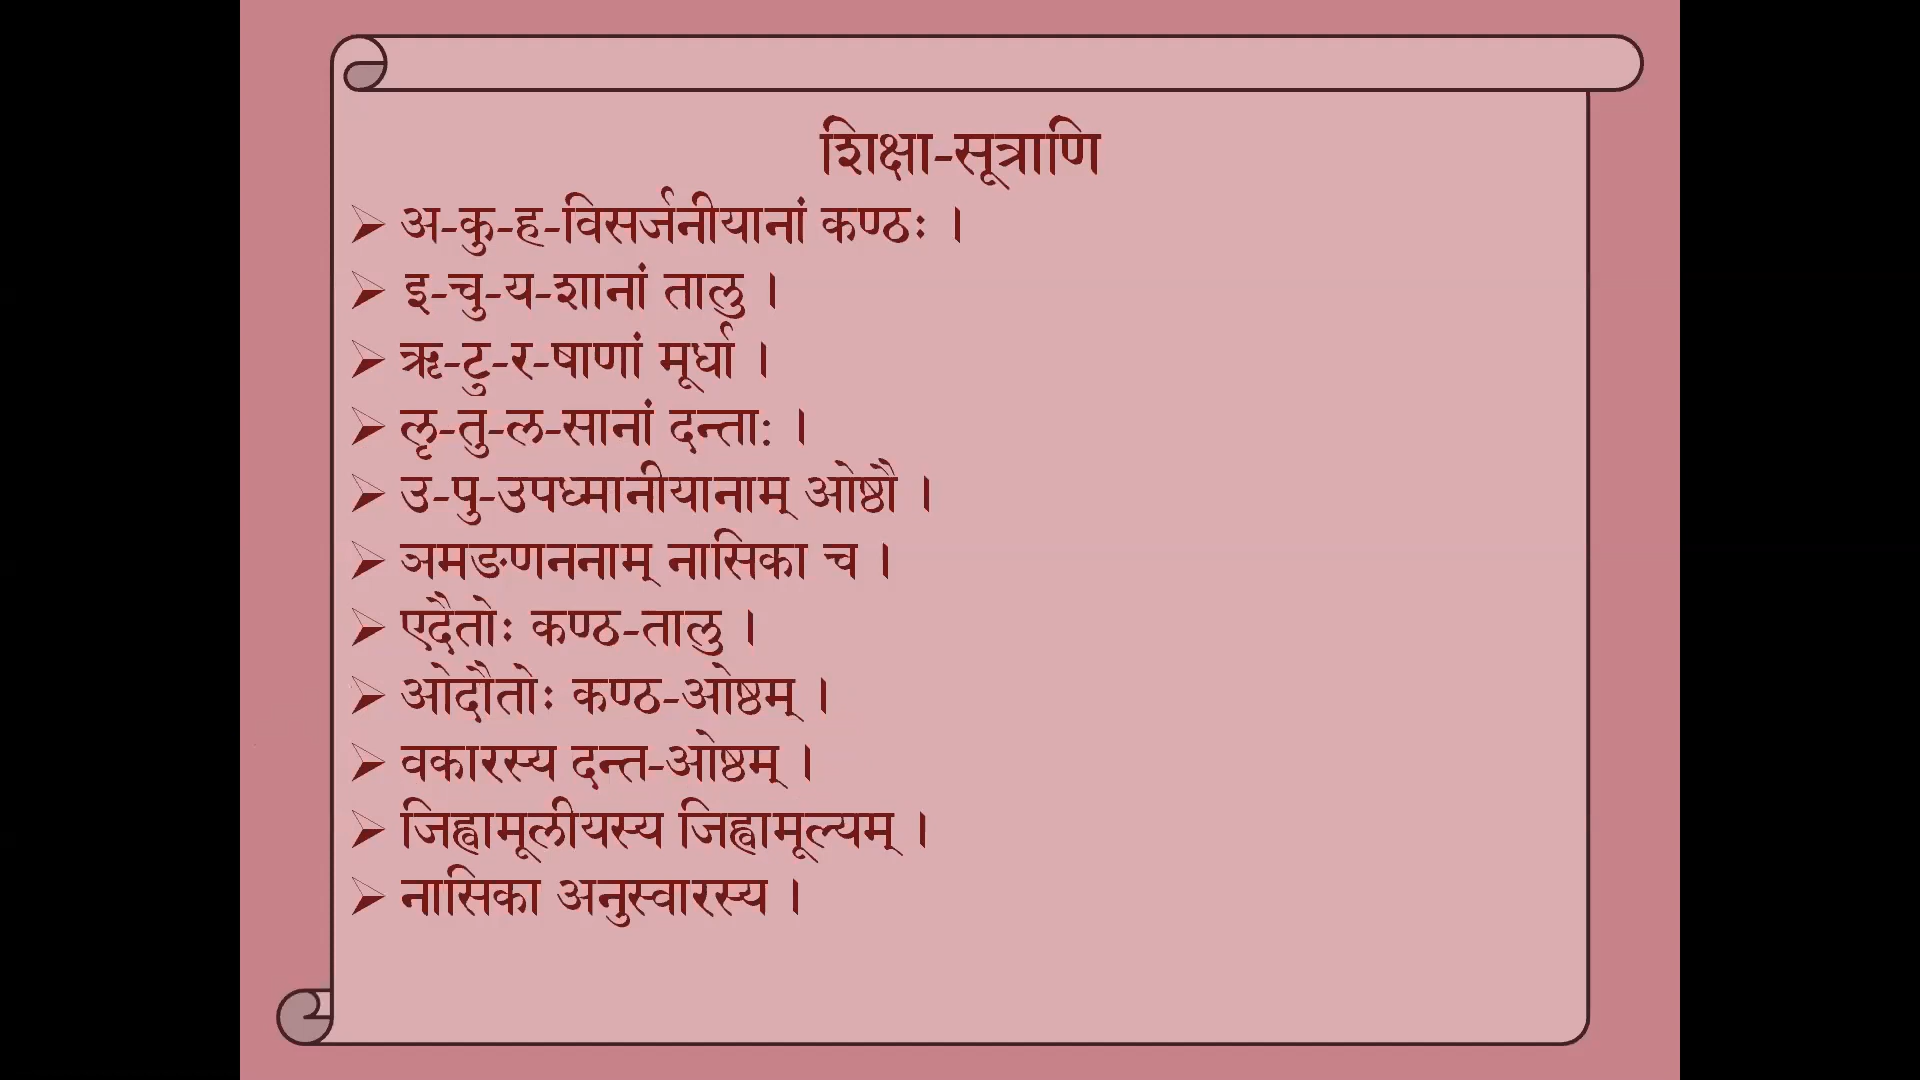 शिक्षा-सूत्राणि
अ-कु-ह-विसर्जनीयानां कण्ठः ।
इ-चु-य-शानां तालु ।
ऋ-टु-र-षाणां मूर्धा ।
लृ-तु-ल-सानां दन्ताः ।
उ-पु-उपध्मानीयानाम् ओष्ठौ ।
ञमङणननाम् नासिका च ।
एदैतोः कण्ठ-तालु ।
ओदौतोः कण्ठ-ओष्ठम् ।
वकारस्य दन्त-ओष्ठम् ।
जिह्वामूलीयस्य जिह्वामूल्यम् ।
नासिका अनुस्वारस्य ।